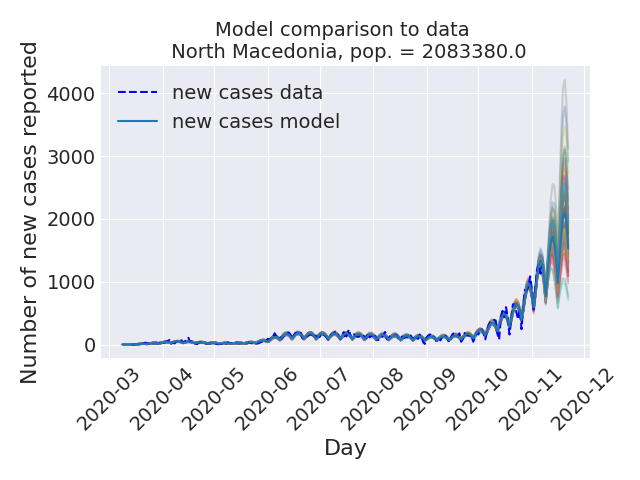 Model comparison to data
North Macedonia, pop. = 2083380.0
Number of new cases reported
4000
3000
2000
1000
0
new cases data
new cases model
2020-03
2020-04
2020-05
2020-06
2020-07
2020-08
2020-09
2020-10
2020-11
2020-12
Day